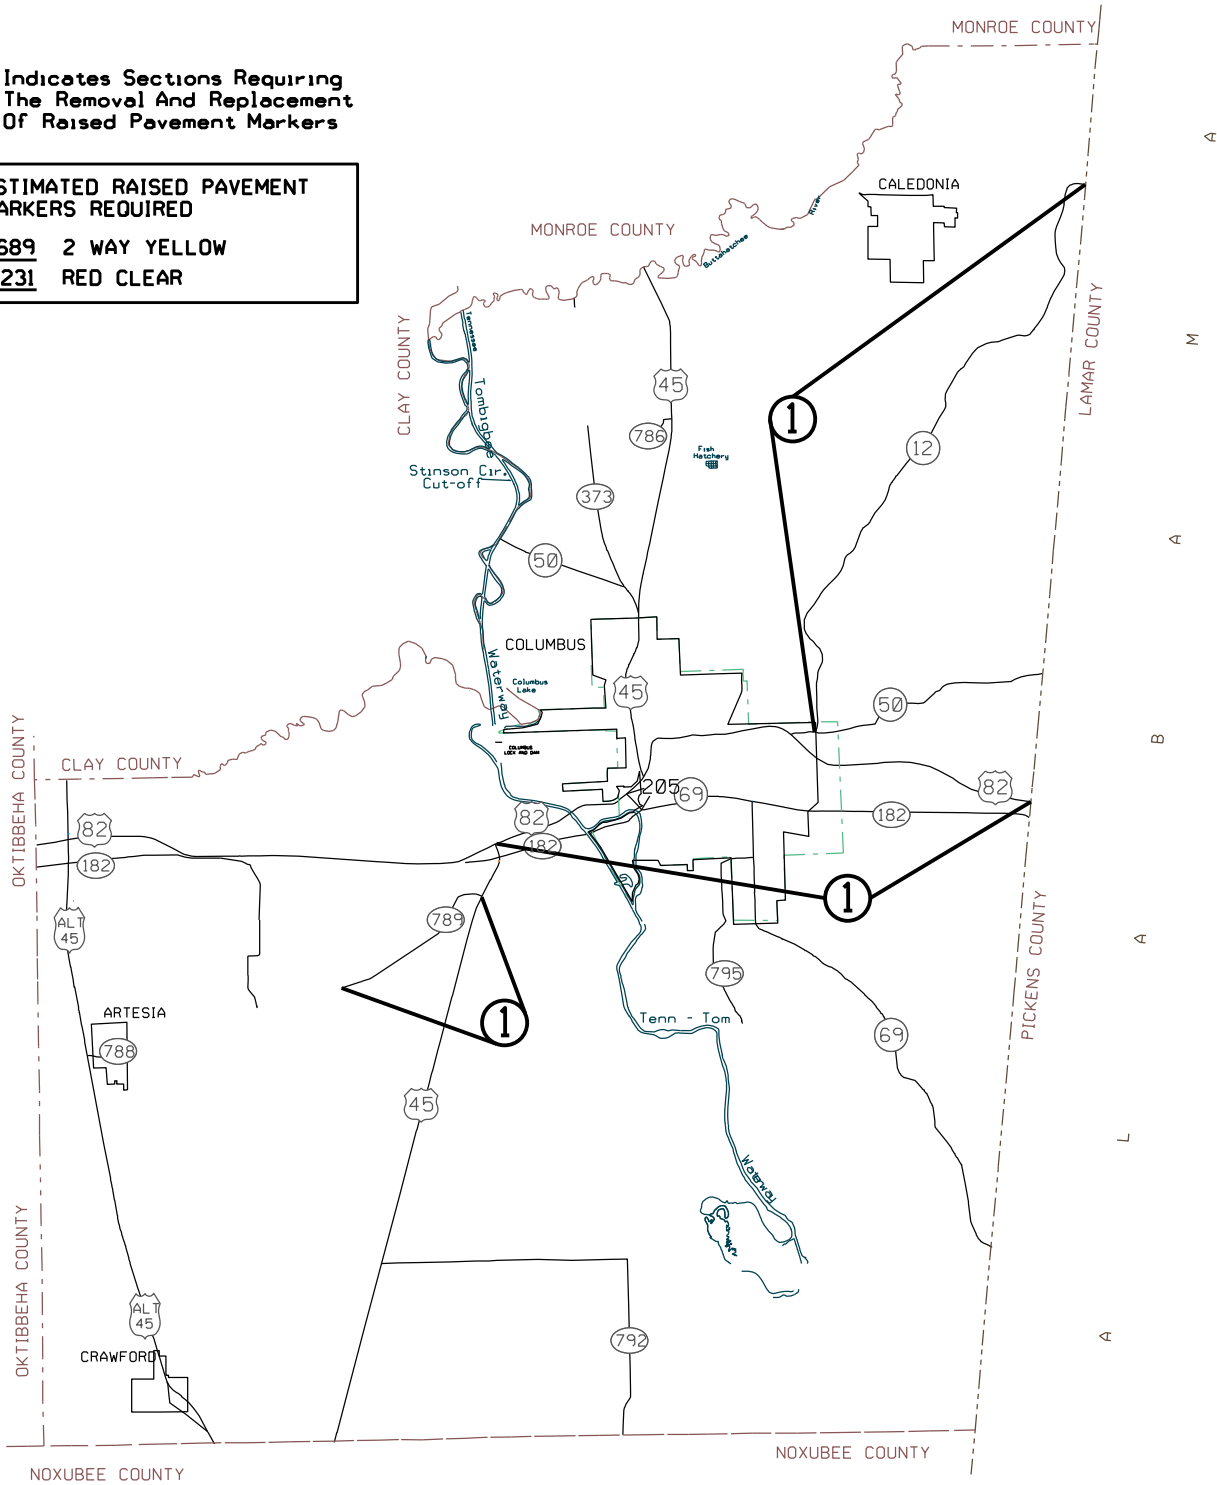 MONROE COUNTY
Indicates Sections Requiring
The Removal And Replacement
Of Raised Pavement Markers
STIMATED RAISED PAVEMENT
ARKERS REQUIRED
689 2 WAY YELLOW
231 RED CLEAR
CALEDONIA
MONROE COUNTY
River
Buttahatchee
CLAY COUNTY
Tennessee
LAMAR COUNTY
45
Tombigbee
1
786
12
Fish
Hatchery
Stinson Cir.
Cut-off
373
50
COLUMBUS
Waterway
Columbus
Lake
45
50
COLUMBUS
LOCK AND DAM
OKTIBBEHA COUNTY
CLAY COUNTY
205
69
82
82
182
82
182
182
1
789
ALT
45
PICKENS COUNTY
795
ARTESIA
1
Tenn - Tom
69
788
45
Waterway
OKTIBBEHA COUNTY
ALT
45
792
CRAWFORD
NOXUBEE COUNTY
NOXUBEE COUNTY
A
M
A
B
A
L
A